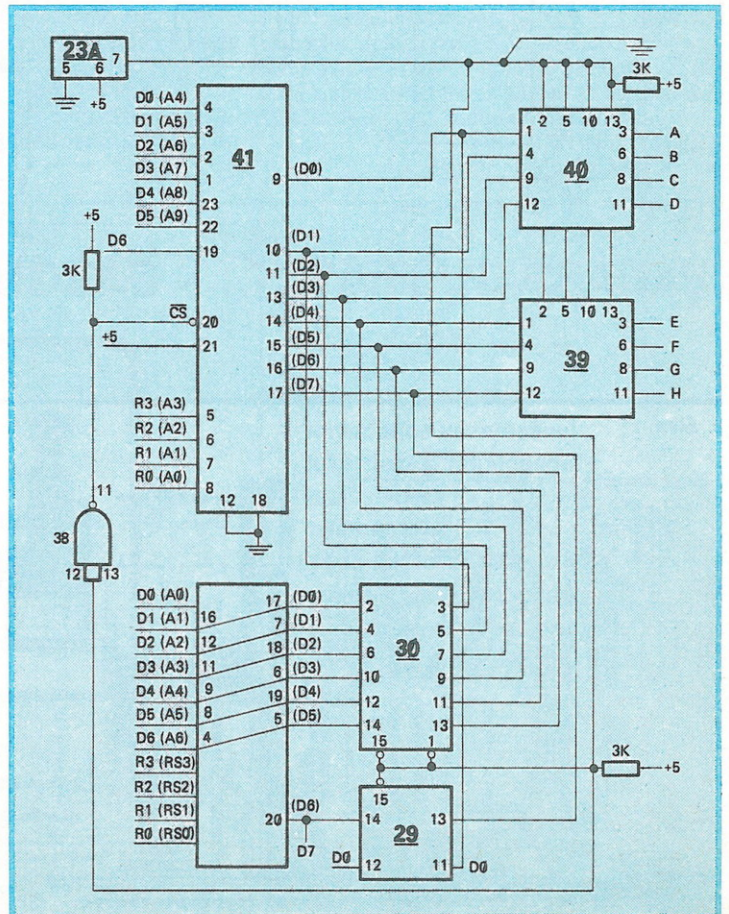 23A
7
5 6
+5
3K
+5
D0 (A4) 4
D1 (A5) 3
D2 (A6) 2
D3 (A7) 1
D4 (A8) 23
D5 (A9) 22
D6 19
+5
3K
CS 20
+5 21
R3 (A3) 5
R2 (A2) 6
R1 (A1) 7
R0 (A0) 8
12 18
41
9 (D0)
10 (D1)
11 (D2)
13 (D3)
14 (D4)
15 (D5)
16 (D6)
17 (D7)
2 5 10 13
1 3 A
4 6 B
9 8 C
12 11 D
40
2 5 10 13
1 3 E
4 6 F
9 8 G
12 11 H
39
11
38
12 13
D0 (A0) 17 (D0)
D1 (A1) 16 7 (D1)
D2 (A2) 12 18 (D2)
D3 (A3) 11 6 (D3)
D4 (A4) 9 19 (D4)
D5 (A5) 8 5 (D5)
D6 (A6) 4
R3 (RS3)
R2 (RS2)
R1 (RS1)
R0 (RS0)
20 (D6)
D7
2 3
4 5
6 7
10 9
12 11
14 13
30
15 1
3K
+5
15
14 13
29
D0 12 11 D0